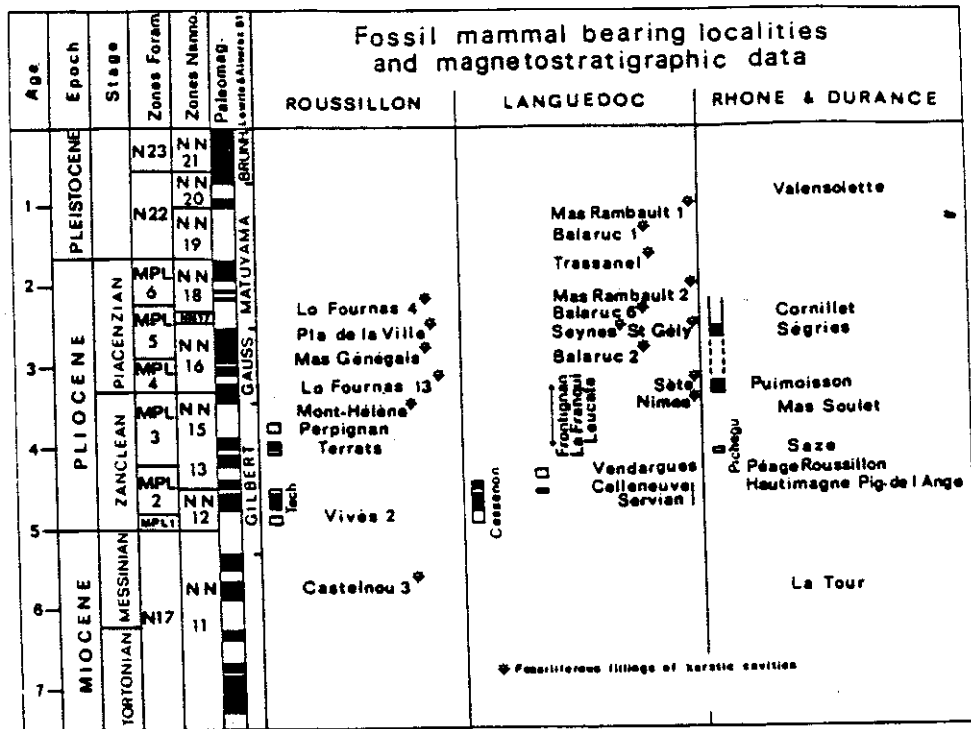 Fossil mammal bearing localities
and magnetostratigraphic data
Age
Epoch
Stage
Zones Foram.
Zones Nanno.
Paleomag.
Lowrie & Alvarez 81
ROUSSILLON
LANGUEDOC
RHONE & DURANCE
1
2
3
4
5
6
7
PLEISTOCENE
PLIOCENE
MIOCENE
PIACENZIAN
ZANCLEAN
MESSINIAN
TORTONIAN
N23
N22
MPL
6
MPL
5
MPL
4
MPL
3
MPL
2
MPL1
N17
NN
21
NN
20
NN
19
NN
18
NN17
NN
16
NN
15
13
NN
12
NN
11
BRUNH.
MATUYAMA
GAUSS
GILBERT
Lo Fournas 4
Pla de la Ville
Mas Génégals
Lo Fournas 13
Mont-Hélène
Perpignan
Terrats
Tech
Vivès 2
Castelnou 3
Mas Rambault 1
Balaruc 1
Trassanel
Mas Rambault 2
Balaruc 6
Seynes St Gély
Balaruc 2
Sète
Nimes
Frontignan
La Franqui
Leucate
Vendargues
Celleneuve
Servian
Cessenon
Valensolette
Cornillet
Ségries
Puimoisson
Mas Soulet
Pichegu
Saze
Péage Roussillon
Hautimagne Pig. de l'Ange
La Tour
Fossiliferous fillings of karstic cavities